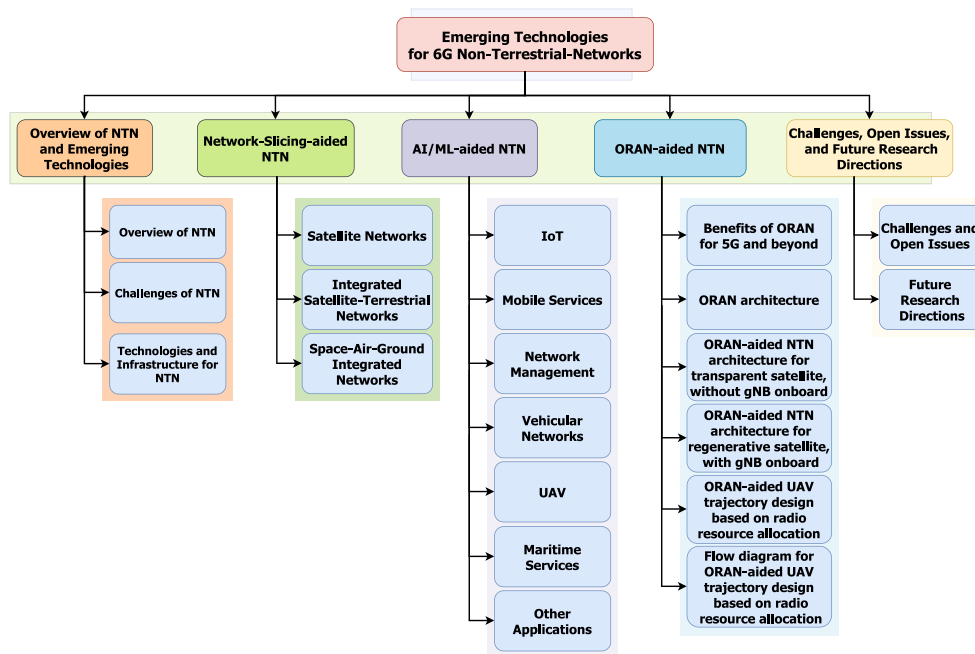 Emerging Technologies
for 6G Non-Terrestrial-Networks
Overview of NTN
and Emerging
Technologies
Network-Slicing-aided
NTN
AI/ML-aided NTN
ORAN-aided NTN
Challenges, Open Issues,
and Future Research
Directions
Overview of NTN
Challenges of NTN
Technologies and
Infrastructure for
NTN
Satellite Networks
Integrated
Satellite-Terrestrial
Networks
Space-Air-Ground
Integrated
Networks
IoT
Mobile Services
Network
Management
Vehicular
Networks
UAV
Maritime
Services
Other
Applications
Benefits of ORAN
for 5G and beyond
ORAN architecture
ORAN-aided NTN
architecture for
transparent satellite,
without gNB onboard
ORAN-aided NTN
architecture for
regenerative satellite,
with gNB onboard
ORAN-aided UAV
trajectory design
based on radio
resource allocation
Flow diagram for
ORAN-aided UAV
trajectory design
based on radio
resource allocation
Challenges and
Open Issues
Future
Research
Directions